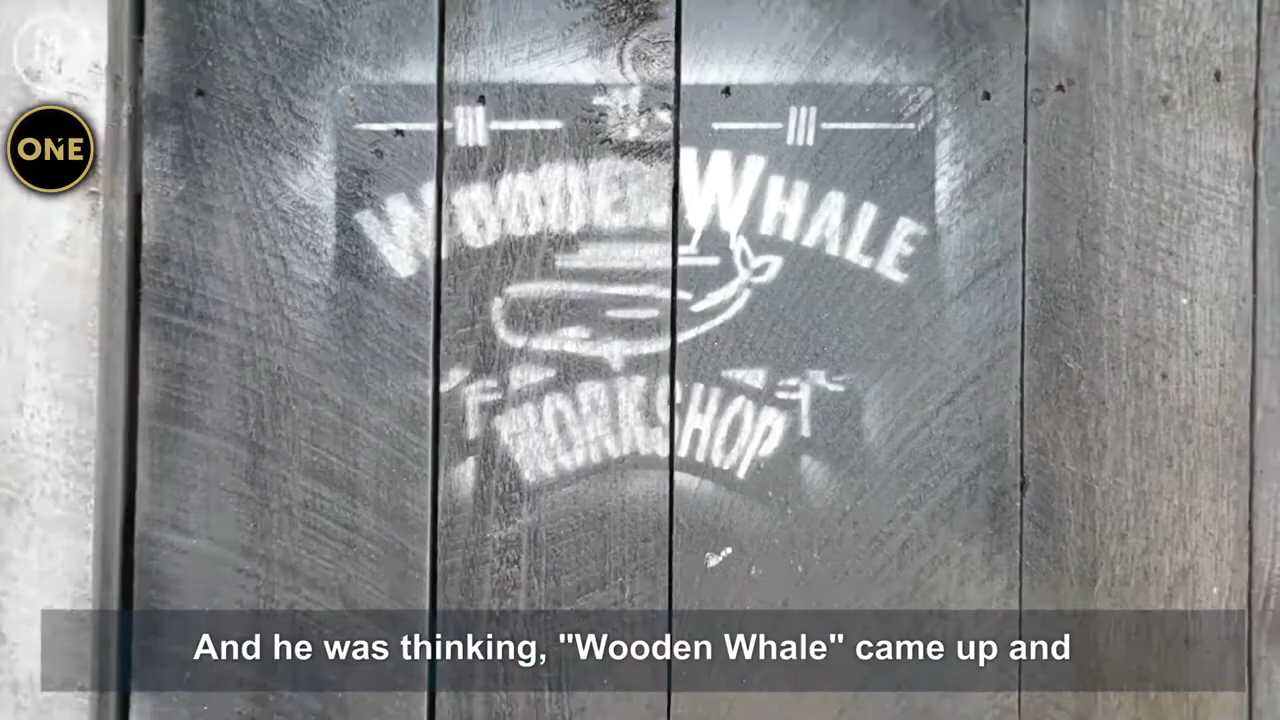 ONE
WOODEN WHALE
WORKSHOP
And he was thinking, "Wooden Whale" came up and